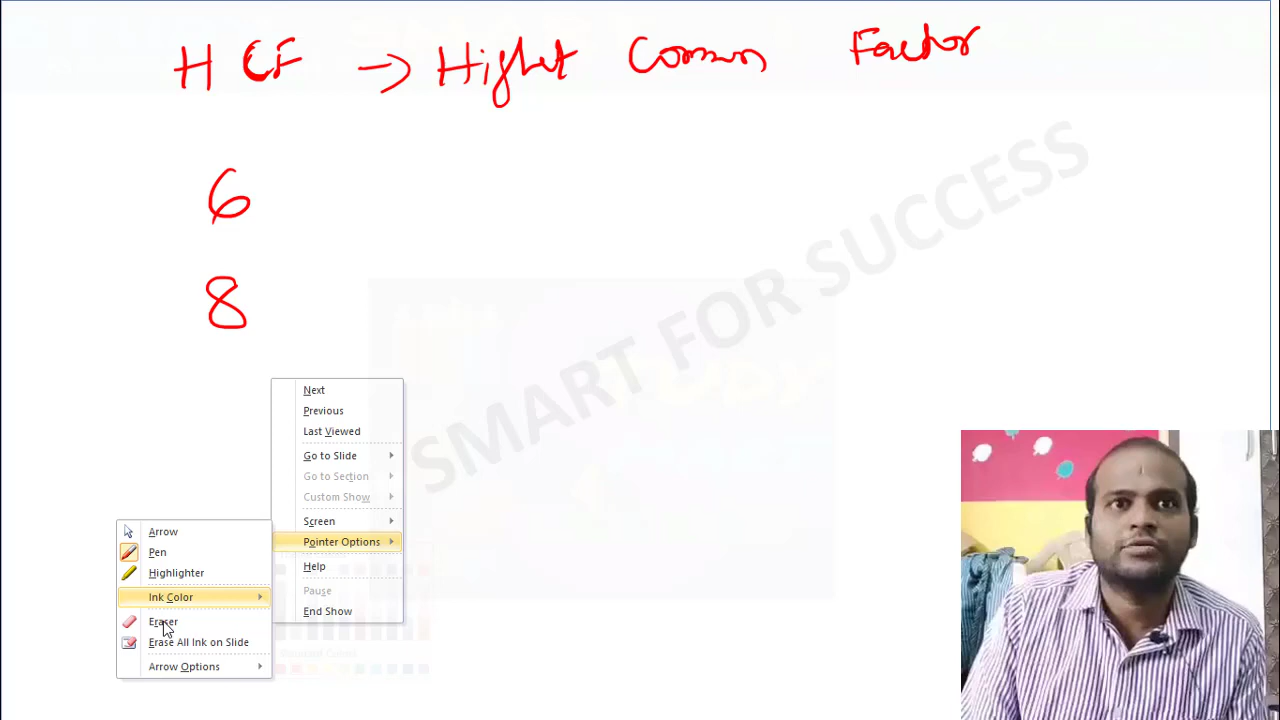 HCF → Highet Common Factor
6
8
SMART FOR SUCCESS
Next
Previous
Last Viewed
Go to Slide
Go to Section
Custom Show
Screen
Pointer Options
Help
Pause
End Show
Arrow
Pen
Highlighter
Ink Color
Eraser
Erase All Ink on Slide
Arrow Options